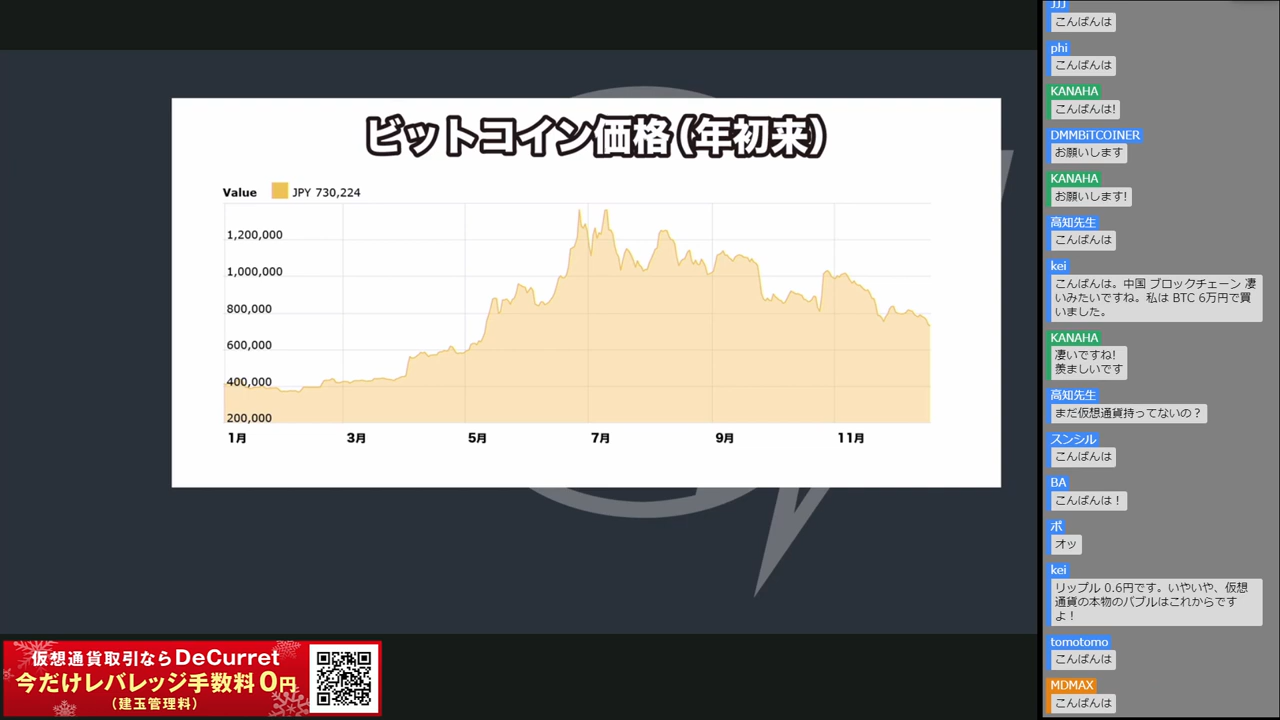 ビットコイン価格(年初来)
Value JPY 730,224
1,200,000
1,000,000
800,000
600,000
400,000
200,000
1月 3月 5月 7月 9月 11月
仮想通貨取引ならDeCurret
今だけレバレッジ手数料0円
(建玉管理料)
JJJ
こんばんは
phi
こんばんは
KANAHA
こんばんは!
DMMBiTCOINER
お願いします
KANAHA
お願いします!
高知先生
こんばんは
kei
こんばんは。中国 ブロックチェーン 凄
いみたいですね。私は BTC 6万円で買
いました。
KANAHA
凄いですね!
羨ましいです
高知先生
まだ仮想通貨持ってないの？
スンシル
こんばんは
BA
こんばんは！
ポ
オッ
kei
リップル 0.6円です。いやいや、仮想
通貨の本物のバブルはこれからです
よ！
tomotomo
こんばんは
MDMAX
こんばんは